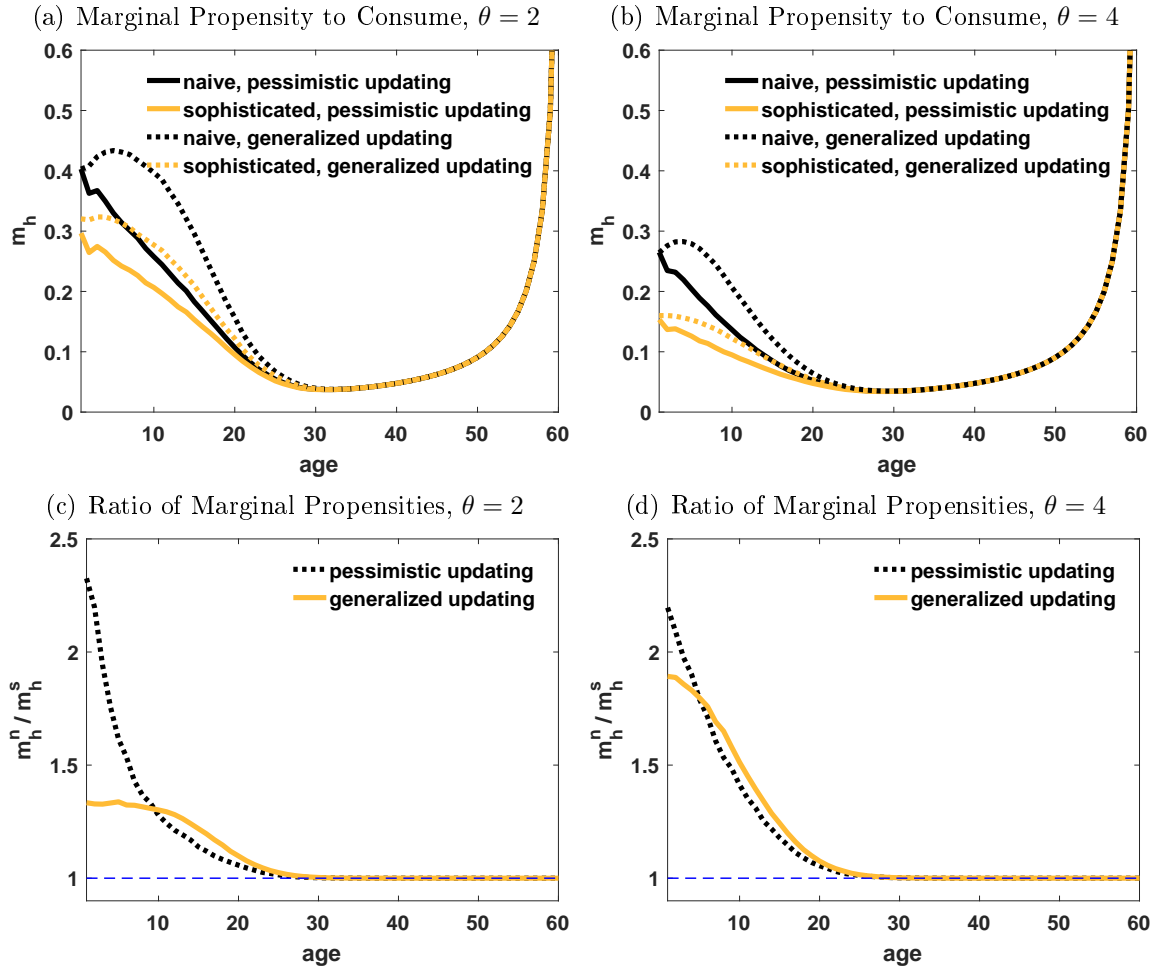 (a) Marginal Propensity to Consume, θ = 2
0.6
0.5
0.4
0.3
0.2
0.1
0
m_h
naive, pessimistic updating
sophisticated, pessimistic updating
naive, generalized updating
sophisticated, generalized updating
10 20 30 40 50 60
age
(b) Marginal Propensity to Consume, θ = 4
0.6
0.5
0.4
0.3
0.2
0.1
0
m_h
naive, pessimistic updating
sophisticated, pessimistic updating
naive, generalized updating
sophisticated, generalized updating
10 20 30 40 50 60
age
(c) Ratio of Marginal Propensities, θ = 2
2.5
2
1.5
1
m_h^n / m_h^s
pessimistic updating
generalized updating
10 20 30 40 50 60
age
(d) Ratio of Marginal Propensities, θ = 4
2.5
2
1.5
1
m_h^n / m_h^s
pessimistic updating
generalized updating
10 20 30 40 50 60
age